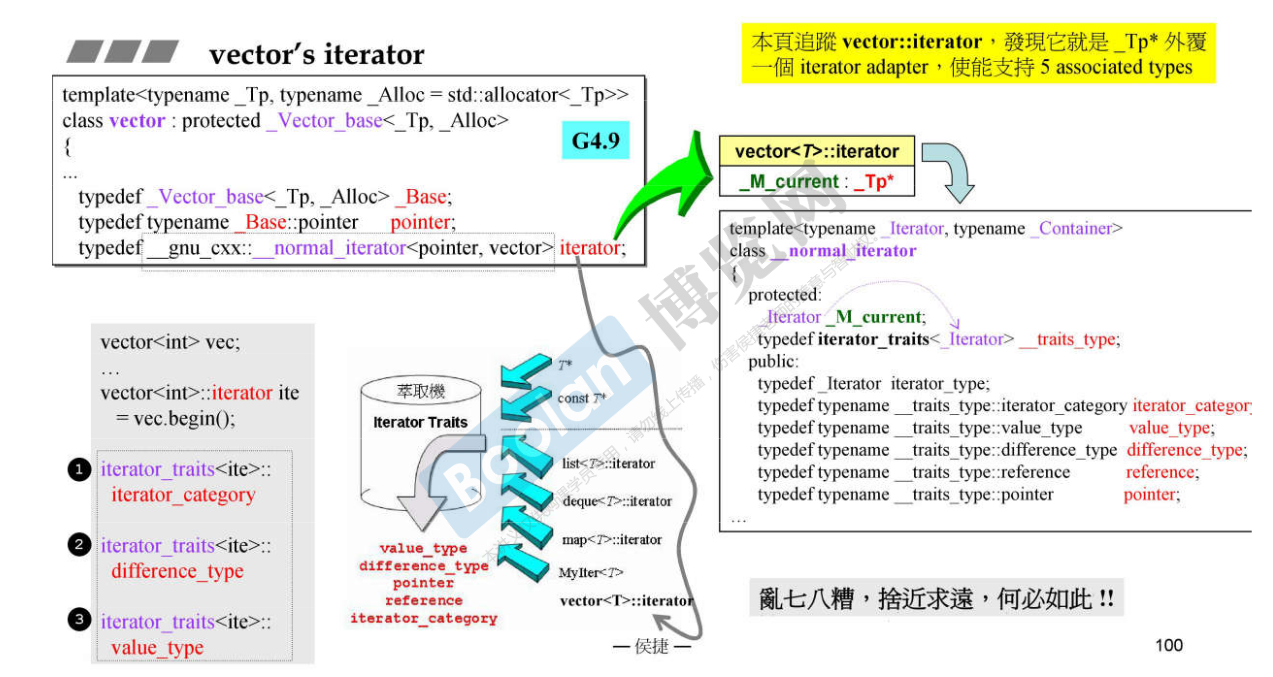 vector's iterator
本頁追蹤 vector::iterator，發現它就是 _Tp* 外覆
一個 iterator adapter，使能支持 5 associated types
template<typename _Tp, typename _Alloc = std::allocator<_Tp>>
class vector : protected _Vector_base<_Tp, _Alloc>
{
G4.9
...
typedef _Vector_base<_Tp, _Alloc> _Base;
typedef typename _Base::pointer pointer;
typedef __gnu_cxx::__normal_iterator<pointer, vector> iterator;
vector<T>::iterator
_M_current : _Tp*
template<typename _Iterator, typename _Container>
class __normal_iterator
{
protected:
_Iterator _M_current;
typedef iterator_traits<_Iterator> __traits_type;
public:
typedef _Iterator iterator_type;
typedef typename __traits_type::iterator_category iterator_category
typedef typename __traits_type::value_type value_type;
typedef typename __traits_type::difference_type difference_type;
typedef typename __traits_type::reference reference;
typedef typename __traits_type::pointer pointer;
...
vector<int> vec;
…
vector<int>::iterator ite
= vec.begin();
1 iterator_traits<ite>::
iterator_category
2 iterator_traits<ite>::
difference_type
3 iterator_traits<ite>::
value_type
萃取機
Iterator Traits
T*
const T*
list<T>::iterator
deque<T>::iterator
map<T>::iterator
MyIter<T>
vector<T>::iterator
value_type
difference_type
pointer
reference
iterator_category
亂七八糟，捨近求遠，何必如此 !!
— 侯捷 —
100
Boolan
博览网